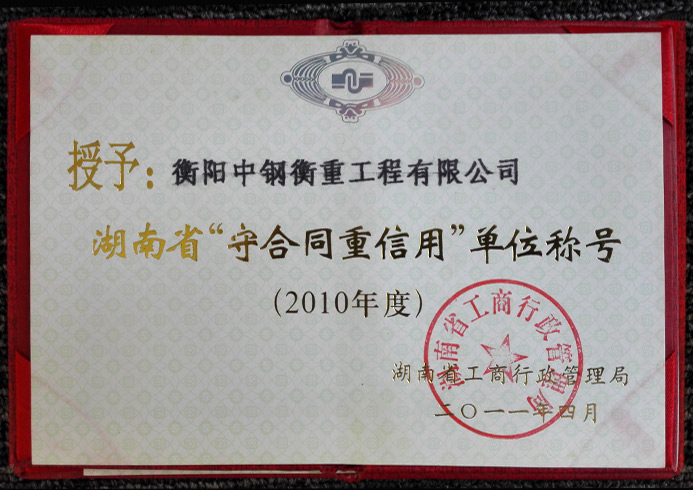 授予：衡阳中钢衡重工程有限公司
湖南省“守合同重信用”单位称号
（2010年度）
湖南省工商行政管理局
二〇一一年四月
湖南省工商行政管理局